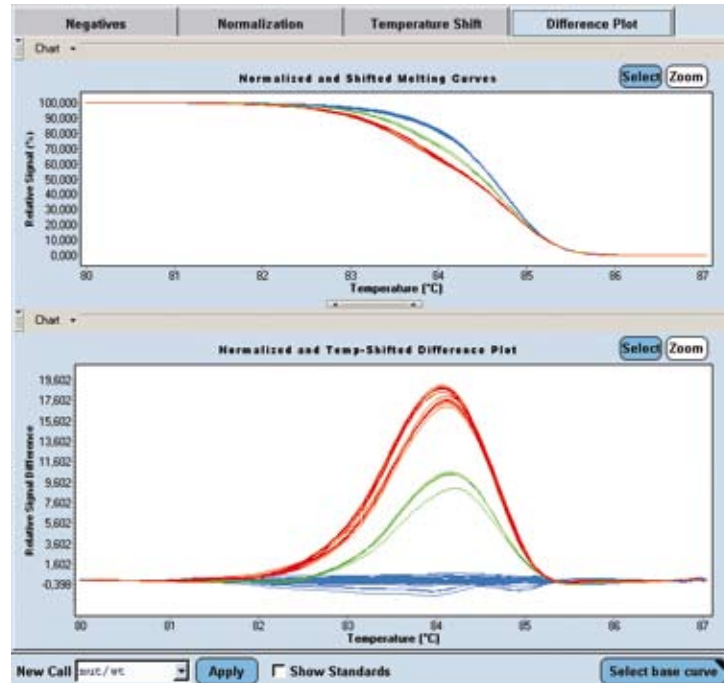 Negatives Normalization Temperature Shift Difference Plot
Chart
Normalized and Shifted Melting Curves
Select Zoom
Relative Signal (%)
100,000
90,000
80,000
70,000
60,000
50,000
40,000
30,000
20,000
10,000
0,000
80 81 82 83 84 85 86 87
Temperature (°C)
Chart
Normalized and Temp-Shifted Difference Plot
Select Zoom
Relative Signal Difference
19,602
17,602
15,602
13,602
11,602
9,602
7,602
5,602
3,602
1,602
-0,398
80 81 82 83 84 85 86 87
Temperature (°C)
New Call mut/wt Apply Show Standards Select base curve